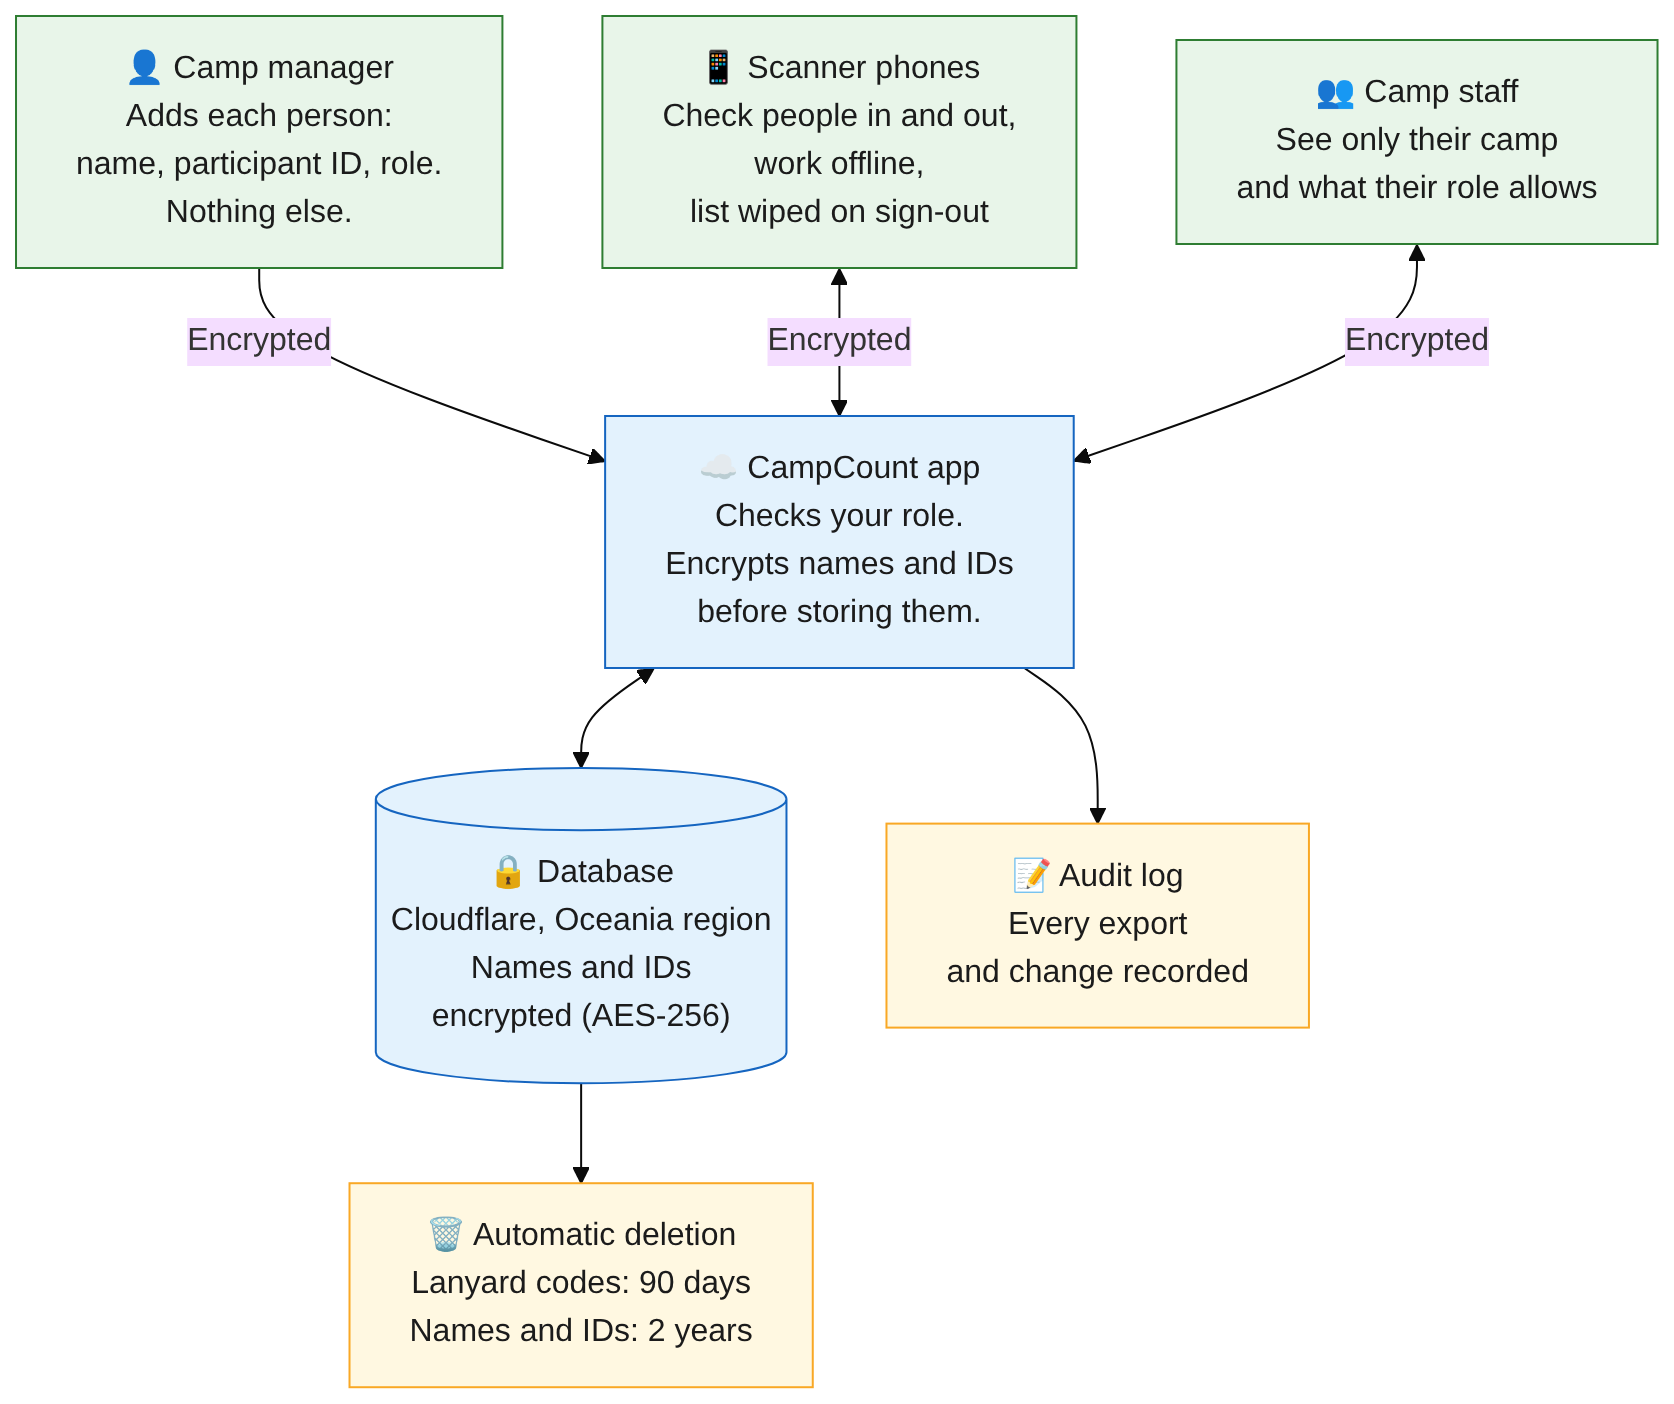 👤 Camp manager
Adds each person:
name, participant ID, role.
Nothing else.
📱 Scanner phones
Check people in and out,
work offline,
list wiped on sign-out
👥 Camp staff
See only their camp
and what their role allows
Encrypted
Encrypted
Encrypted
☁️ CampCount app
Checks your role.
Encrypts names and IDs
before storing them.
🔒 Database
Cloudflare, Oceania region
Names and IDs
encrypted (AES-256)
📝 Audit log
Every export
and change recorded
🗑️ Automatic deletion
Lanyard codes: 90 days
Names and IDs: 2 years